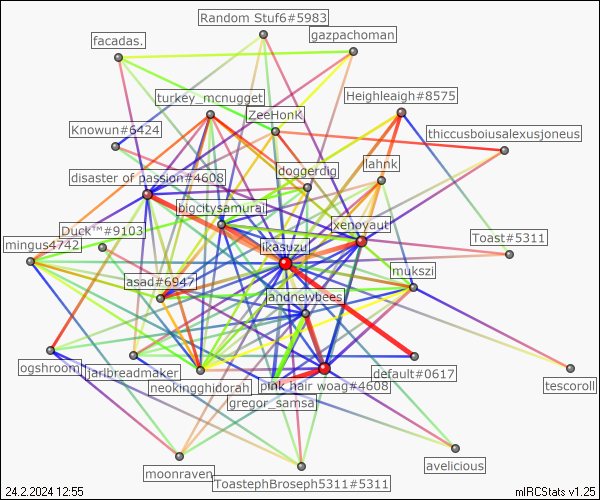 Random Stuf6#5983
gazpachoman
facadas.
turkey_mcnugget
Heighleaigh#8575
ZeeHonK
Knowun#6424
thiccusboiusalexusjoneus
lahnk
doggerdig
disaster of passion#4608
bigcitysamurai
xenoyaut
Duck™#9103
Toast#5311
mingus4742
ikasuzu
mukszi
asad#6947
jandnewbees
ogshroom
jarlbreadmaker
default#0617
neokingghidorah
pink hair woag#4608
tescoroll
gregor_samsa
avelicious
moonraven
ToastephBroseph5311#5311
24.2.2024 12:55
mIRCStats v1.25